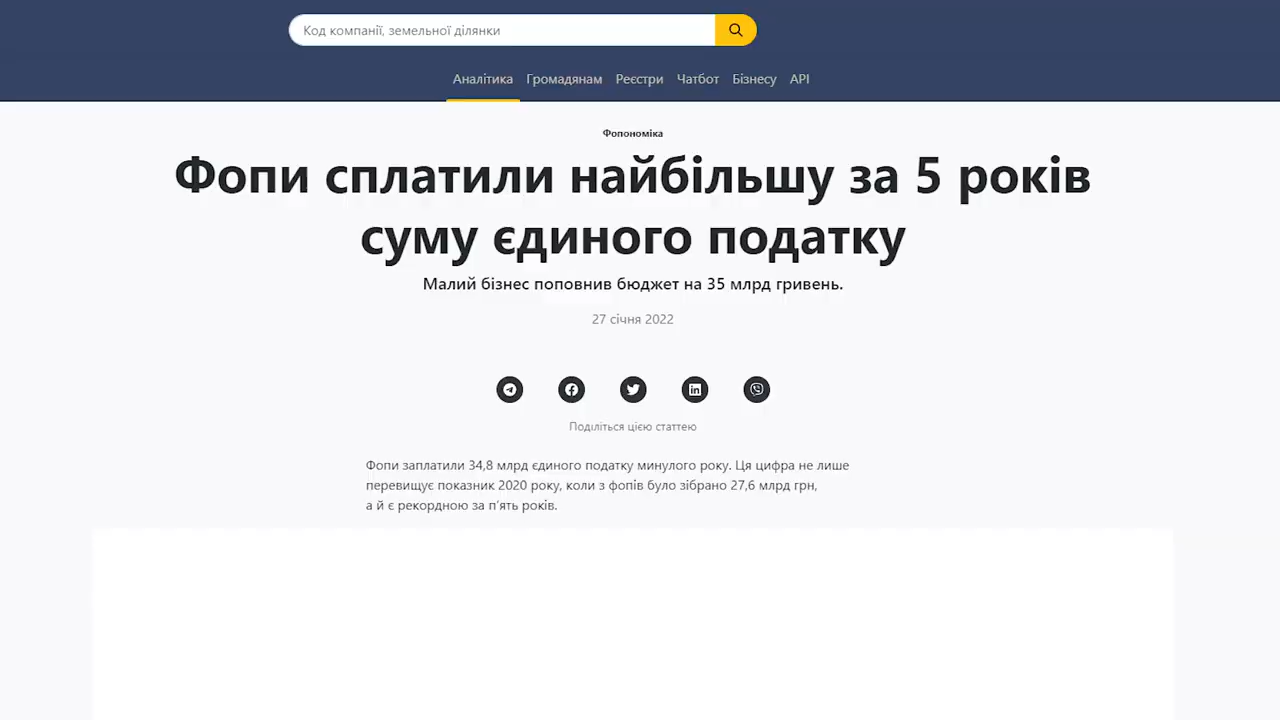 Код компанії, земельної ділянки
Аналітика Громадянам Реєстри Чатбот Бізнесу API
Фопономіка
Фопи сплатили найбільшу за 5 років
суму єдиного податку
Малий бізнес поповнив бюджет на 35 млрд гривень.
27 січня 2022
Поділіться цією статтею
Фопи заплатили 34,8 млрд єдиного податку минулого року. Ця цифра не лише
перевищує показник 2020 року, коли з фопів було зібрано 27,6 млрд грн,
а й є рекордною за п’ять років.